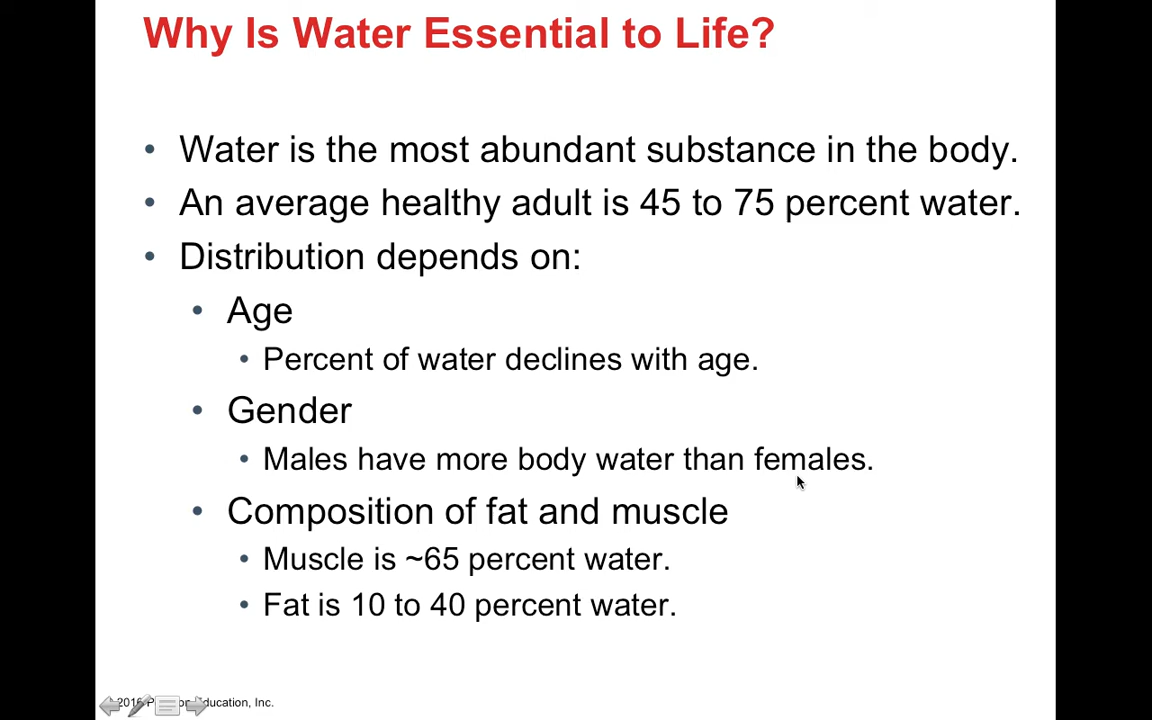 Why Is Water Essential to Life?
• Water is the most abundant substance in the body.
• An average healthy adult is 45 to 75 percent water.
• Distribution depends on:
• Age
• Percent of water declines with age.
• Gender
• Males have more body water than females.
• Composition of fat and muscle
• Muscle is ~65 percent water.
• Fat is 10 to 40 percent water.
2016 Education, Inc.